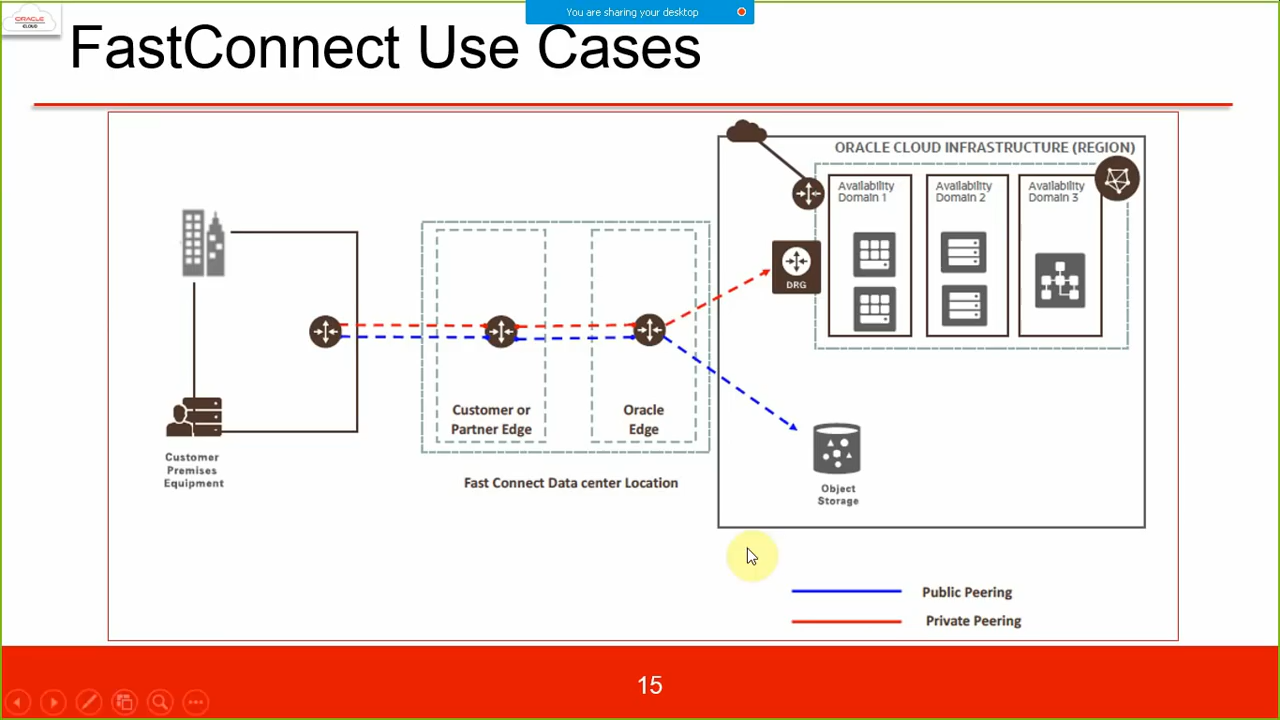 You are sharing your desktop
ORACLE
CLOUD
FastConnect Use Cases
ORACLE CLOUD INFRASTRUCTURE (REGION)
Availability
Domain 1
Availability
Domain 2
Availability
Domain 3
DRG
Customer or
Partner Edge
Oracle
Edge
Customer
Premises
Equipment
Fast Connect Data center Location
Object
Storage
Public Peering
Private Peering
15